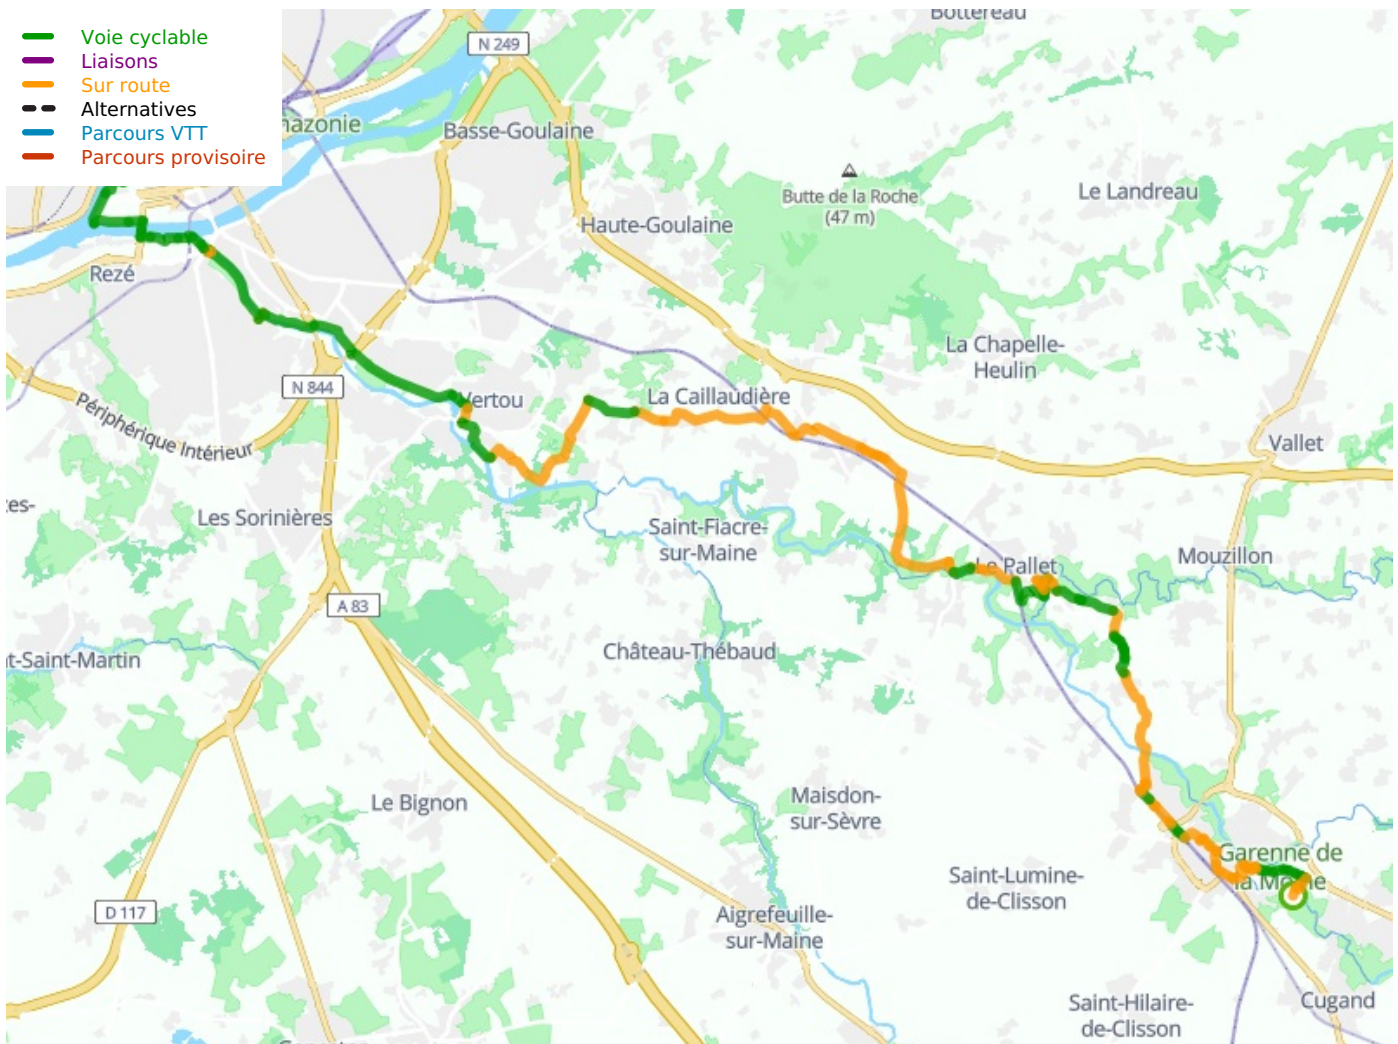 Voie cyclable
Liaisons
Sur route
Alternatives
Parcours VTT
Parcours provisoire
Bottereau
N 249
Basse-Goulaine
Butte de la Roche
(47 m)
Le Landreau
Haute-Goulaine
Rezé
La Chapelle-
Heulin
N 844
Vertou
La Caillaudière
Périphérique Intérieur
Vallet
Les Sorinières
Saint-Fiacre-
sur-Maine
Le Pallet
Mouzillon
A 83
t-Saint-Martin
Château-Thébaud
Le Bignon
Maisdon-
sur-Sèvre
Garenne de
Saint-Lumine-
de-Clisson
D 117
Aigrefeuille-
sur-Maine
Saint-Hilaire-
de-Clisson
Cugand